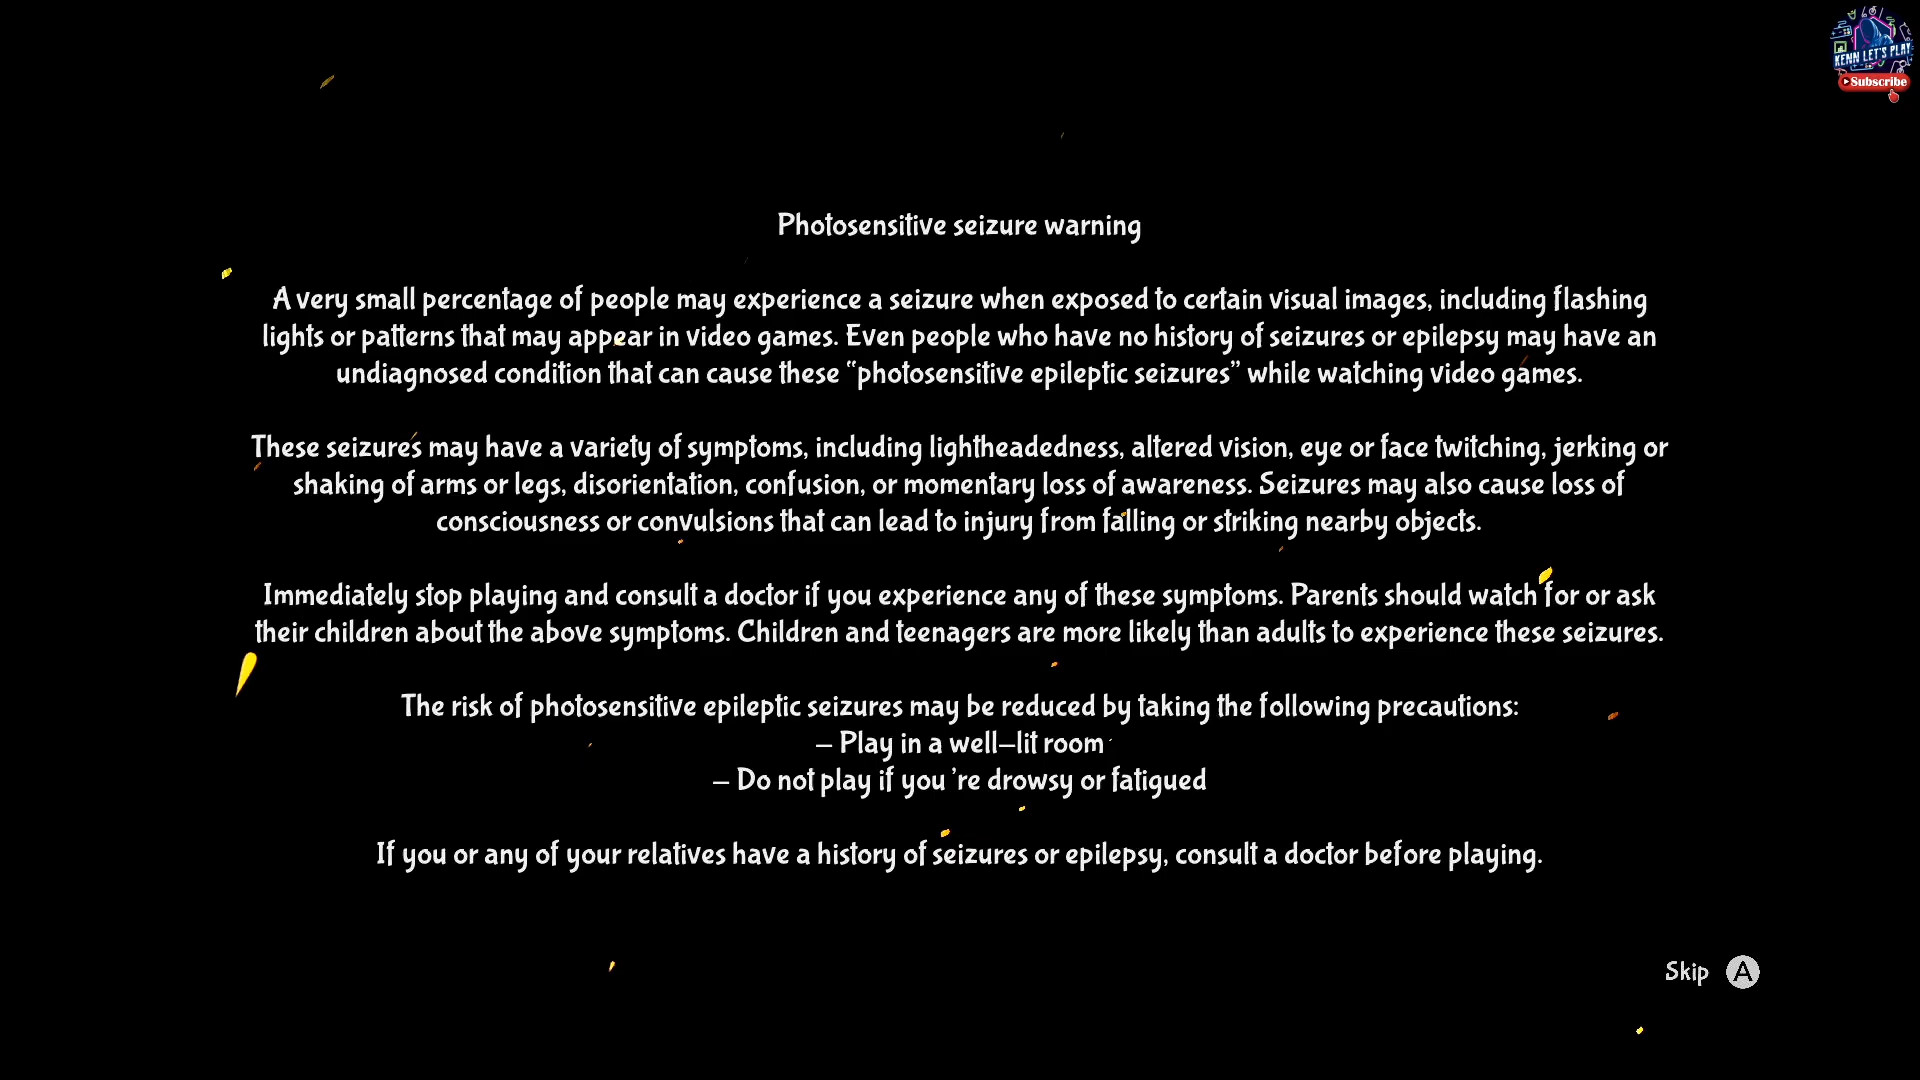 KENN LET'S PLAY
Subscribe
Photosensitive seizure warning
A very small percentage of people may experience a seizure when exposed to certain visual images, including flashing
lights or patterns that may appear in video games. Even people who have no history of seizures or epilepsy may have an
undiagnosed condition that can cause these “photosensitive epileptic seizures” while watching video games.
These seizures may have a variety of symptoms, including lightheadedness, altered vision, eye or face twitching, jerking or
shaking of arms or legs, disorientation, confusion, or momentary loss of awareness. Seizures may also cause loss of
consciousness or convulsions that can lead to injury from falling or striking nearby objects.
Immediately stop playing and consult a doctor if you experience any of these symptoms. Parents should watch for or ask
their children about the above symptoms. Children and teenagers are more likely than adults to experience these seizures.
The risk of photosensitive epileptic seizures may be reduced by taking the following precautions:
– Play in a well–lit room
– Do not play if you ’re drowsy or fatigued
If you or any of your relatives have a history of seizures or epilepsy, consult a doctor before playing.
Skip A